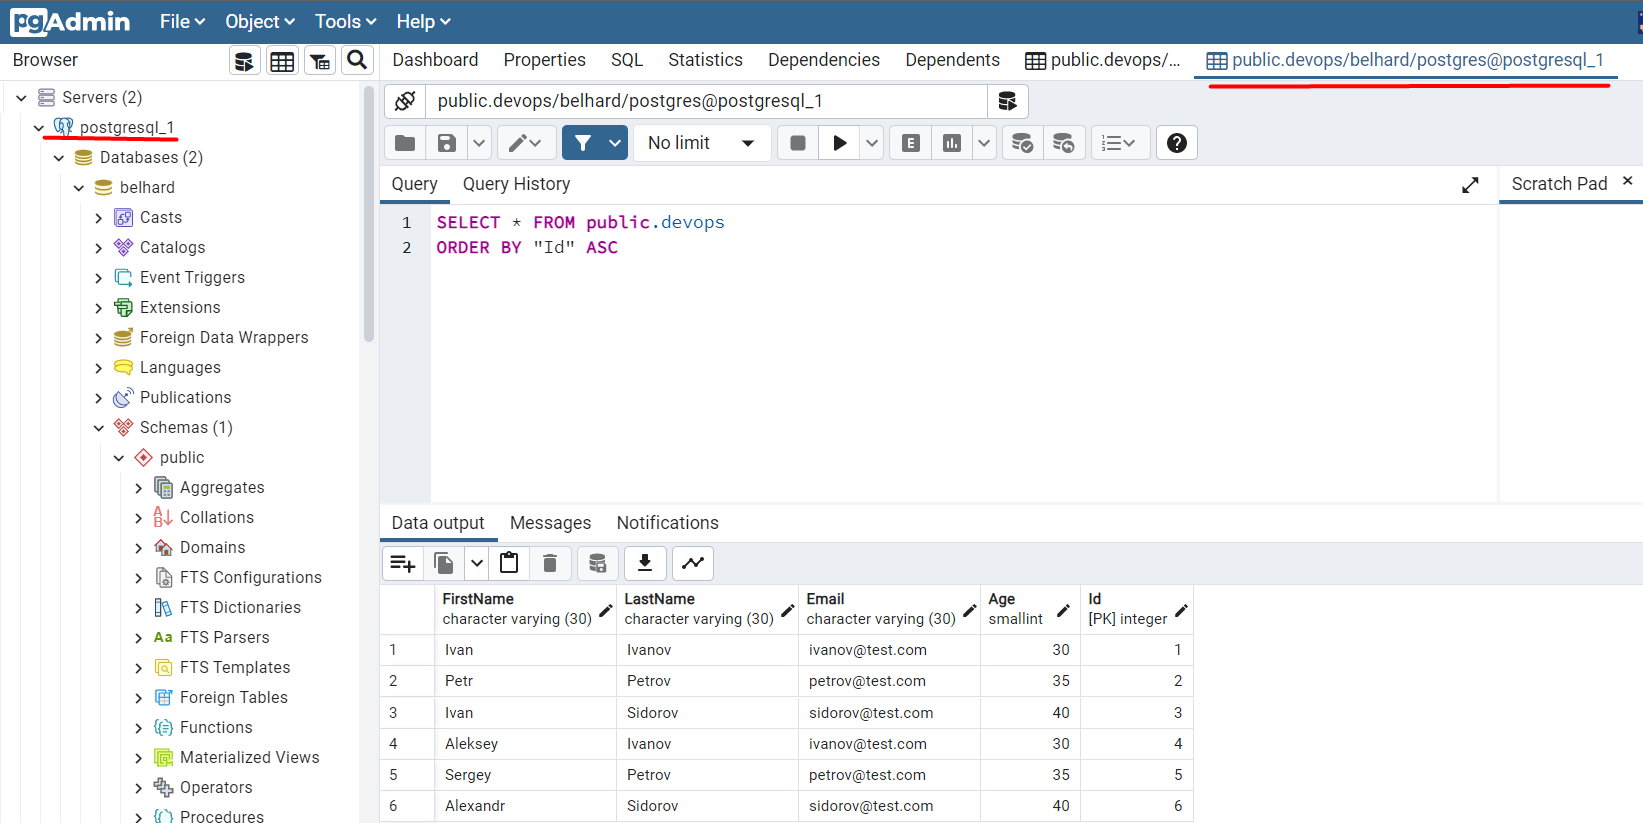 pgAdmin File Object Tools Help
Browser
Dashboard Properties SQL Statistics Dependencies Dependents public.devops/... public.devops/belhard/postgres@postgresql_1
Servers (2)
postgresql_1
Databases (2)
belhard
Casts
Catalogs
Event Triggers
Extensions
Foreign Data Wrappers
Languages
Publications
Schemas (1)
public
Aggregates
Collations
Domains
FTS Configurations
FTS Dictionaries
Aa FTS Parsers
FTS Templates
Foreign Tables
Functions
Materialized Views
Operators
Procedures
public.devops/belhard/postgres@postgresql_1
No limit E
Query Query History
Scratch Pad
1 SELECT * FROM public.devops
2 ORDER BY "Id" ASC
Data output Messages Notifications
FirstName LastName Email Age Id
character varying (30) character varying (30) character varying (30) smallint [PK] integer
1 Ivan Ivanov ivanov@test.com 30 1
2 Petr Petrov petrov@test.com 35 2
3 Ivan Sidorov sidorov@test.com 40 3
4 Aleksey Ivanov ivanov@test.com 30 4
5 Sergey Petrov petrov@test.com 35 5
6 Alexandr Sidorov sidorov@test.com 40 6